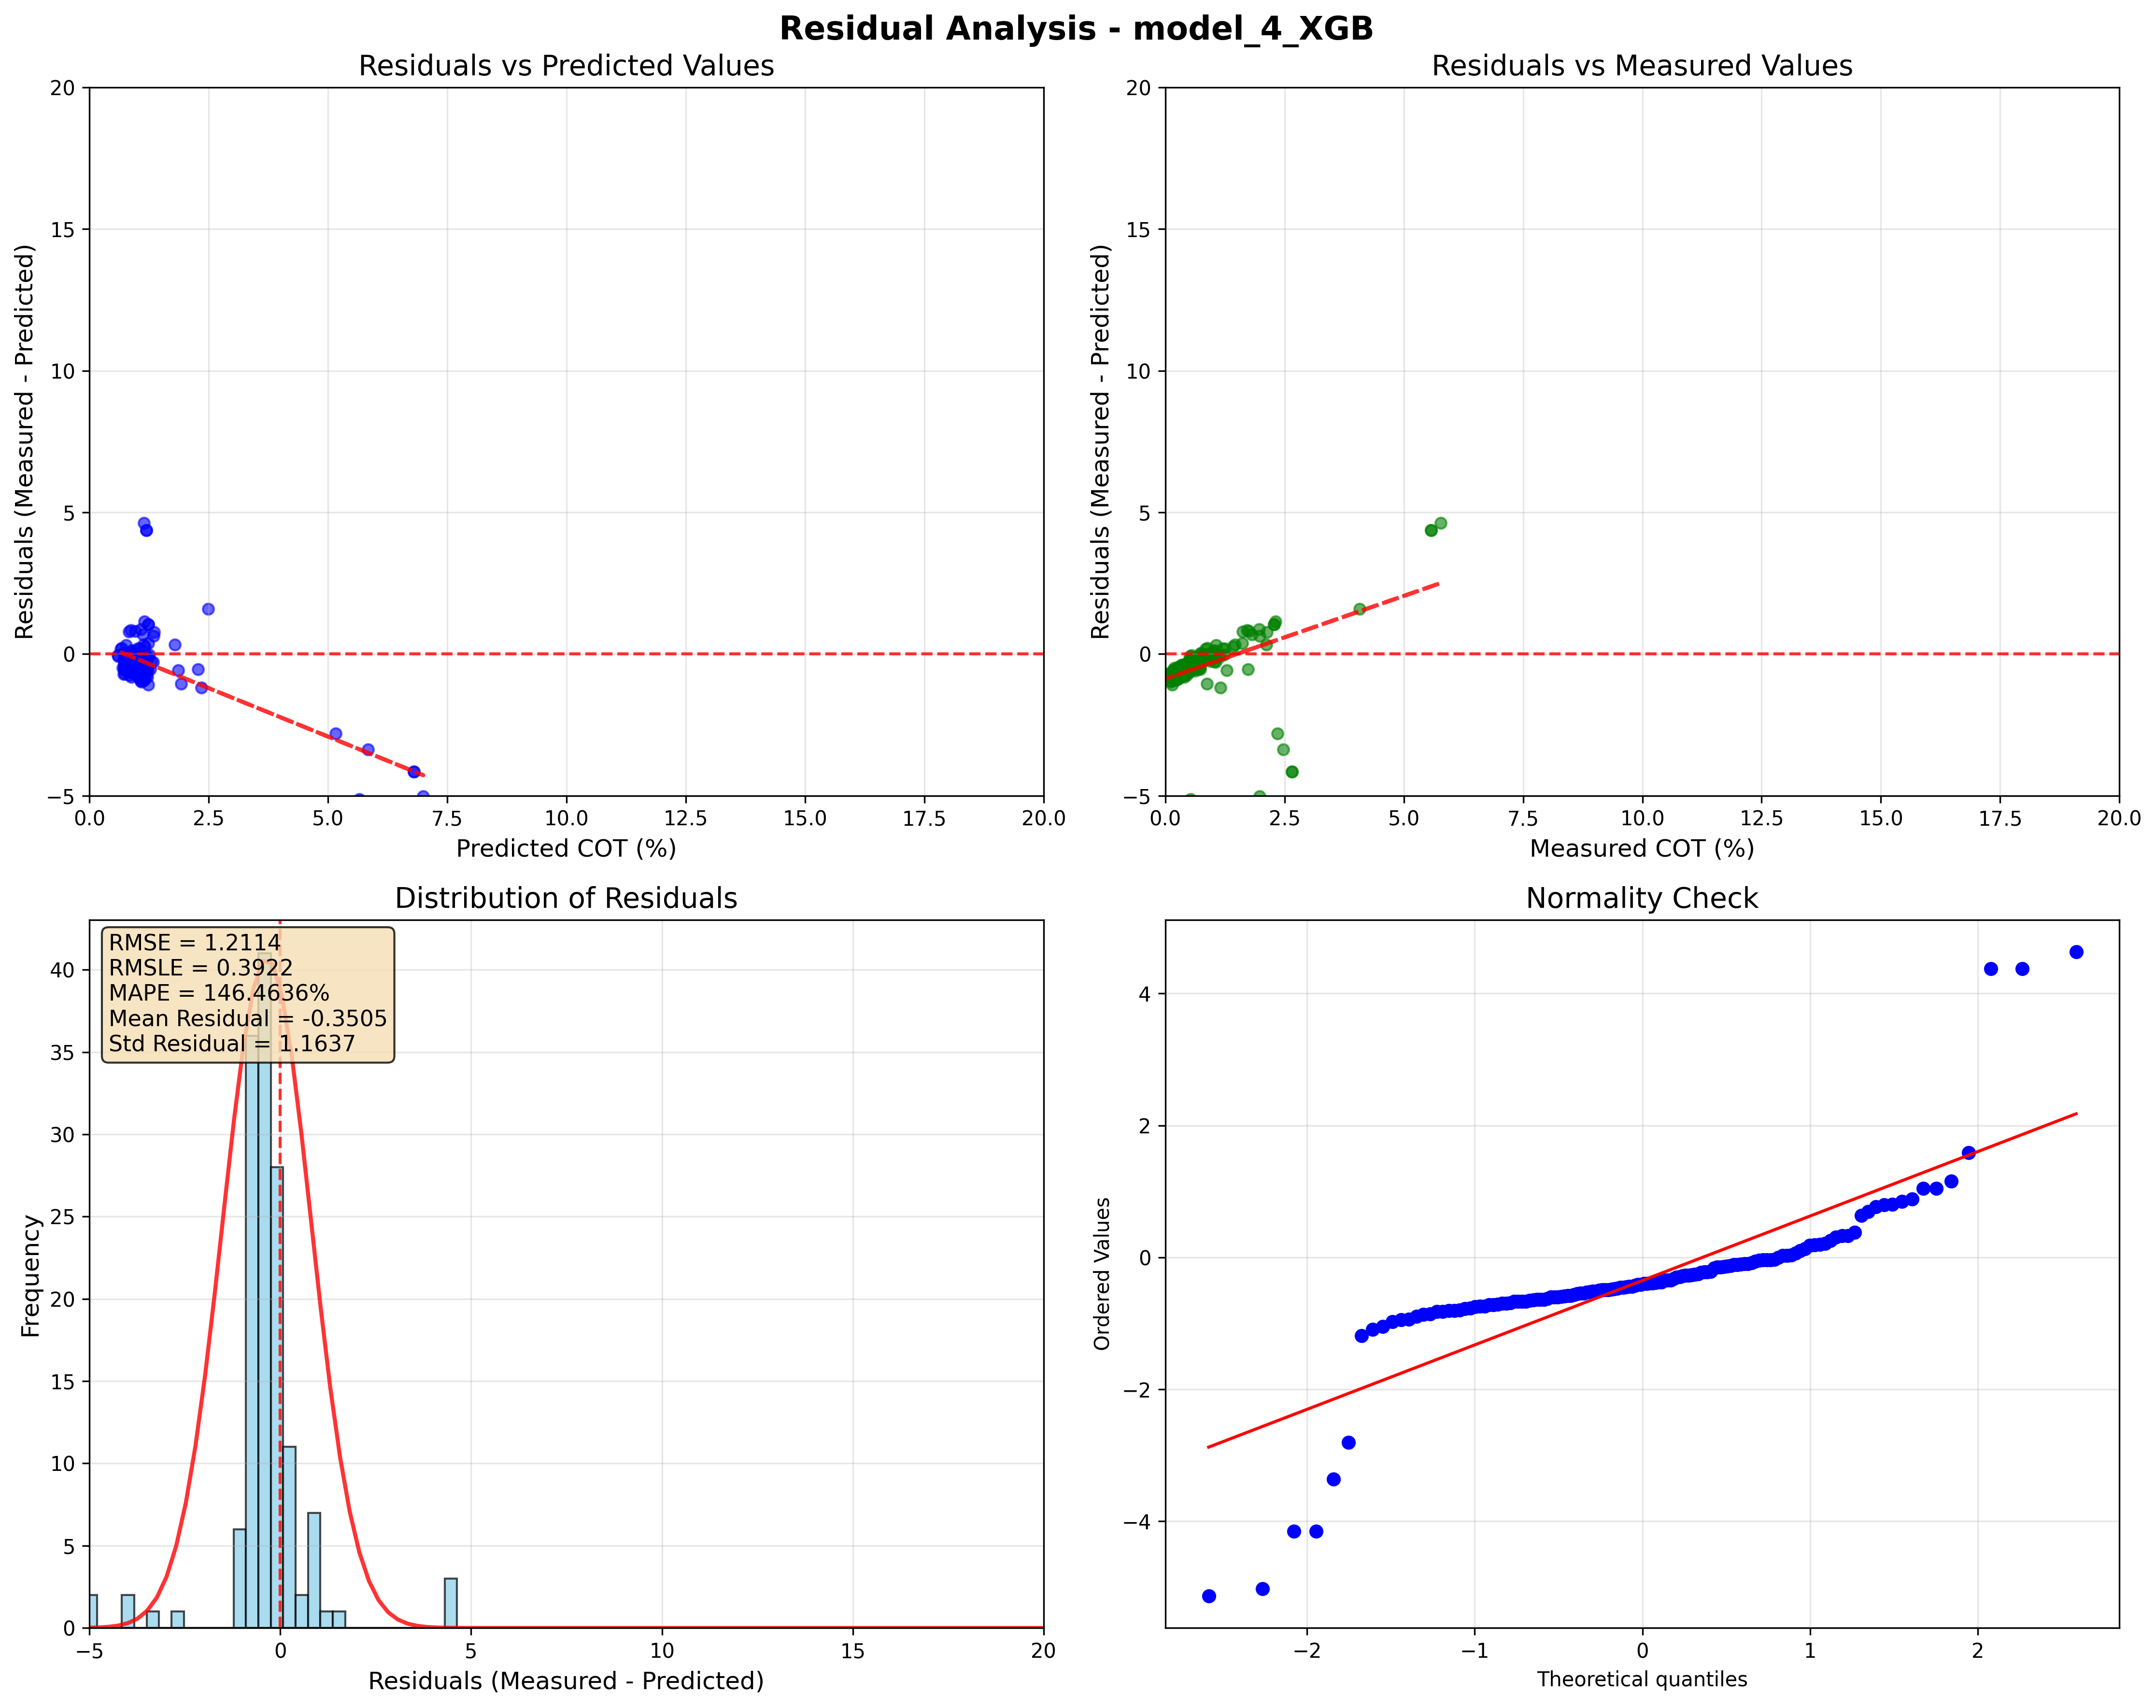 Residual Analysis - model_4_XGB
Residuals vs Predicted Values
20
15
10
5
0
−5
0.0 2.5 5.0 7.5 10.0 12.5 15.0 17.5 20.0
Residuals (Measured - Predicted)
Predicted COT (%)
Residuals vs Measured Values
20
15
10
5
0
−5
0.0 2.5 5.0 7.5 10.0 12.5 15.0 17.5 20.0
Residuals (Measured - Predicted)
Measured COT (%)
Distribution of Residuals
RMSE = 1.2114
RMSLE = 0.3922
MAPE = 146.4636%
Mean Residual = -0.3505
Std Residual = 1.1637
40
35
30
25
20
15
10
5
0
−5 0 5 10 15 20
Frequency
Residuals (Measured - Predicted)
Normality Check
4
2
0
−2
−4
−2 −1 0 1 2
Ordered Values
Theoretical quantiles